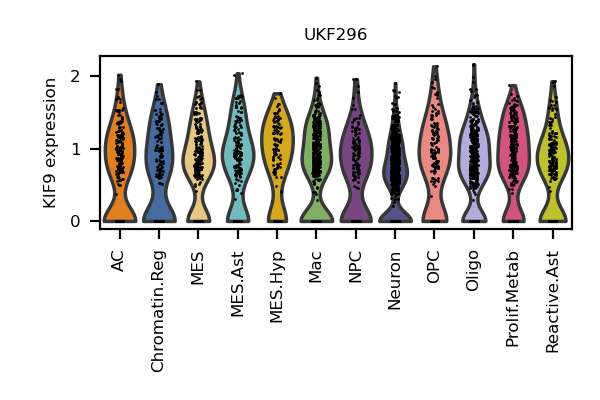 UKF296
KIF9 expression
2
1
0
AC
Chromatin.Reg
MES
MES.Ast
MES.Hyp
Mac
NPC
Neuron
OPC
Oligo
Prolif.Metab
Reactive.Ast